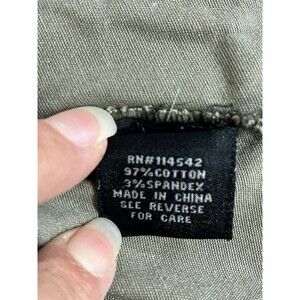 RN#114542
97%COTTON
3%SPANDEX
MADE IN CHINA
SEE REVERSE
FOR CARE